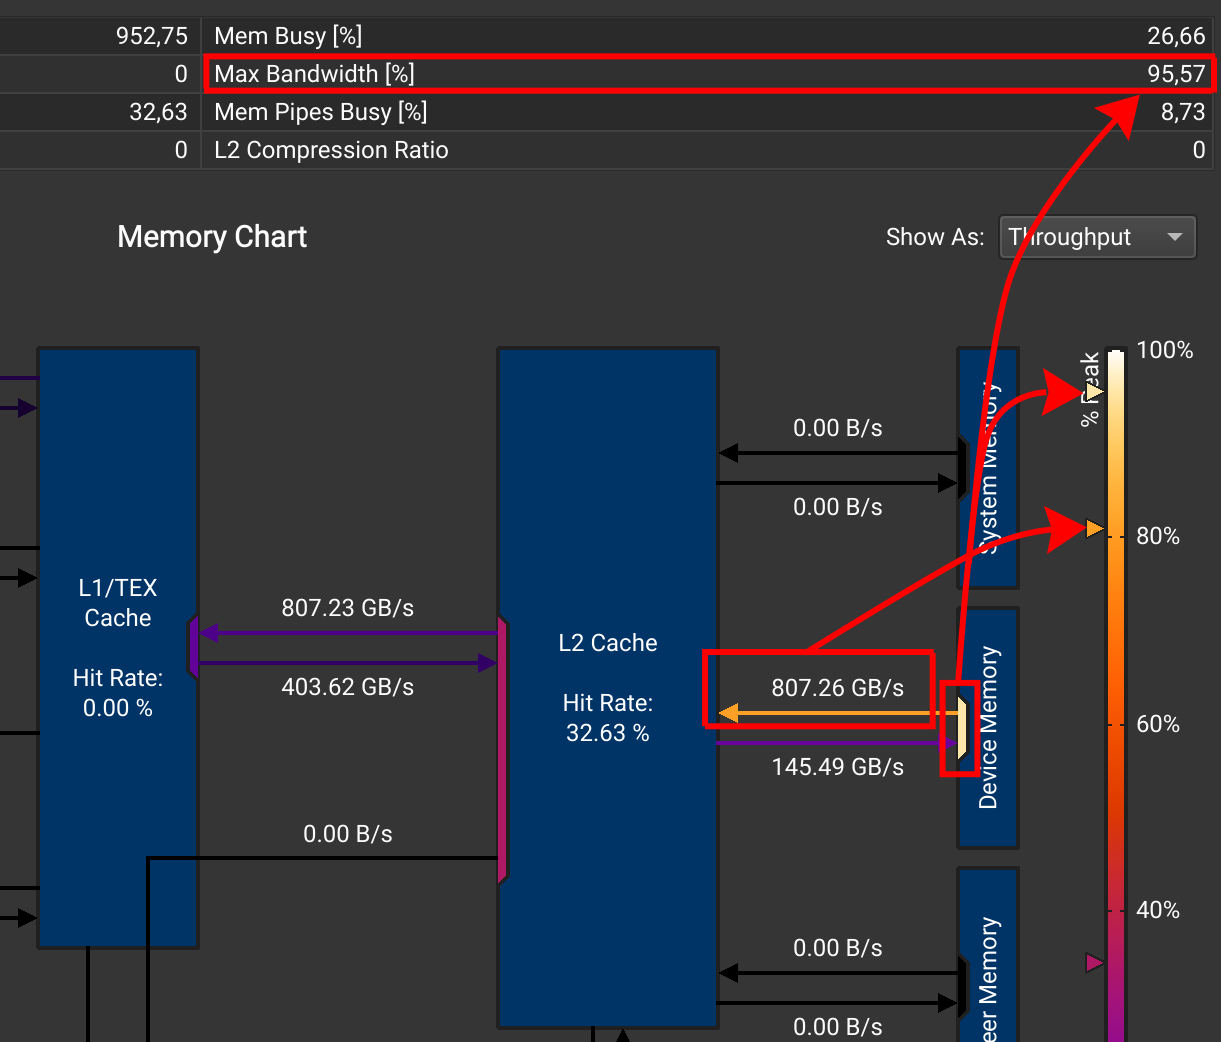 952,75 Mem Busy [%] 26,66
0 Max Bandwidth [%] 95,57
32,63 Mem Pipes Busy [%] 8,73
0 L2 Compression Ratio 0
Memory Chart
Show As: Throughput
100%
% Peak
0.00 B/s
System Memory
0.00 B/s
80%
L1/TEX
Cache
Hit Rate:
0.00 %
807.23 GB/s
403.62 GB/s
L2 Cache
Hit Rate:
32.63 %
807.26 GB/s
145.49 GB/s
Device Memory
60%
0.00 B/s
40%
0.00 B/s
eer Memory
0.00 B/s